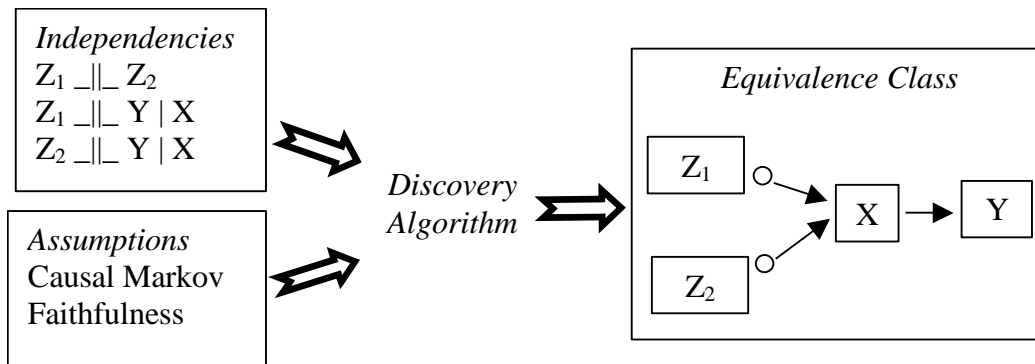 Independencies
Z₁ _||_ Z₂
Z₁ _||_ Y | X
Z₂ _||_ Y | X
Assumptions
Causal Markov
Faithfulness
Discovery
Algorithm
Equivalence Class
Z₁
Z₂
X
Y